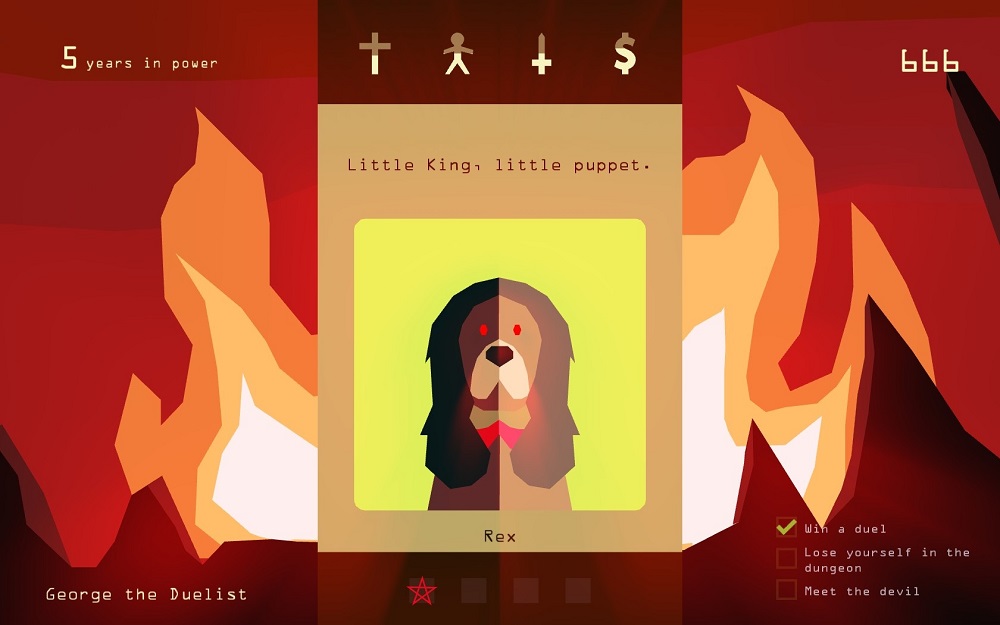 5 years in power
$
666
Little King, little puppet.
Rex
Win a duel
Lose yourself in the
dungeon
Meet the devil
George the Duelist